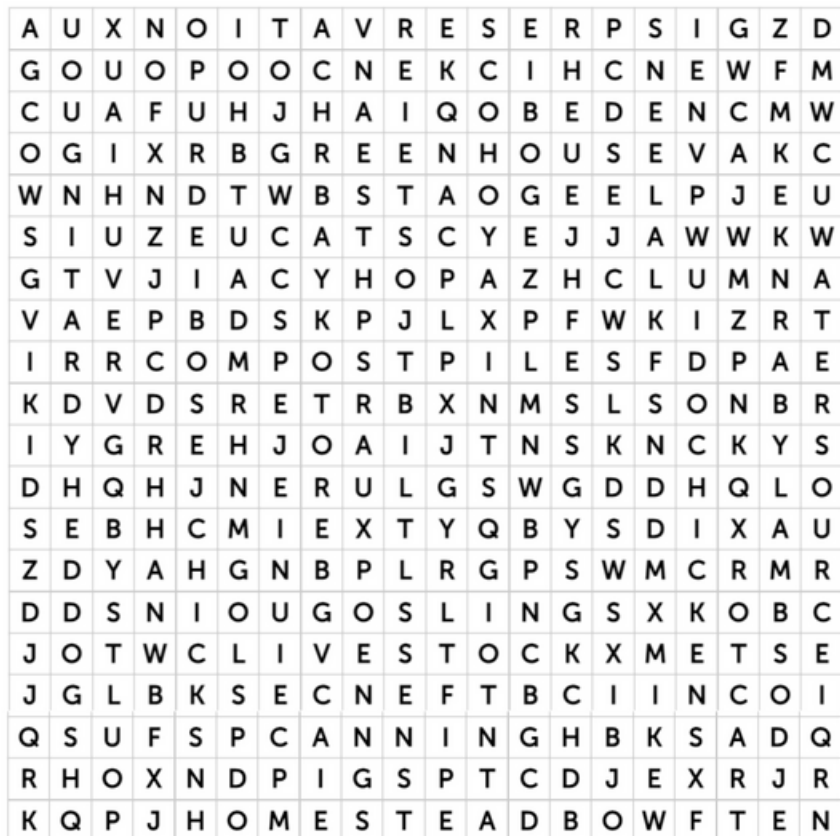 A U X N O I T A V R E S E R P S I G Z D
G O U O P O O C N E K C I H C N E W F M
C U A F U H J H A I Q O B E D E N C M W
O G I X R B G R E E N H O U S E V A K C
W N H N D T W B S T A O G E E L P J E U
S I U Z E U C A T S C Y E J J A W W K W
G T V J I A C Y H O P A Z H C L U M N A
V A E P B D S K P J L X P F W K I Z R T
I R R C O M P O S T P I L E S F D P A E
K D V D S R E T R B X N M S L S O N B R
I Y G R E H J O A I J T N S K N C K Y S
D H Q H J N E R U L G S W G D D H Q L O
S E B H C M I E X T Y Q B Y S D I X A U
Z D Y A H G N B P L R G P S W M C R M R
D D S N I O U G O S L I N G S X K O B C
J O T W C L I V E S T O C K X M E T S E
J G L B K S E C N E F T B C I I N C O I
Q S U F S P C A N N I N G H B K S A D Q
R H O X N D P I G S P T C D J E X R J R
K Q P J H O M E S T E A D B O W F T E N